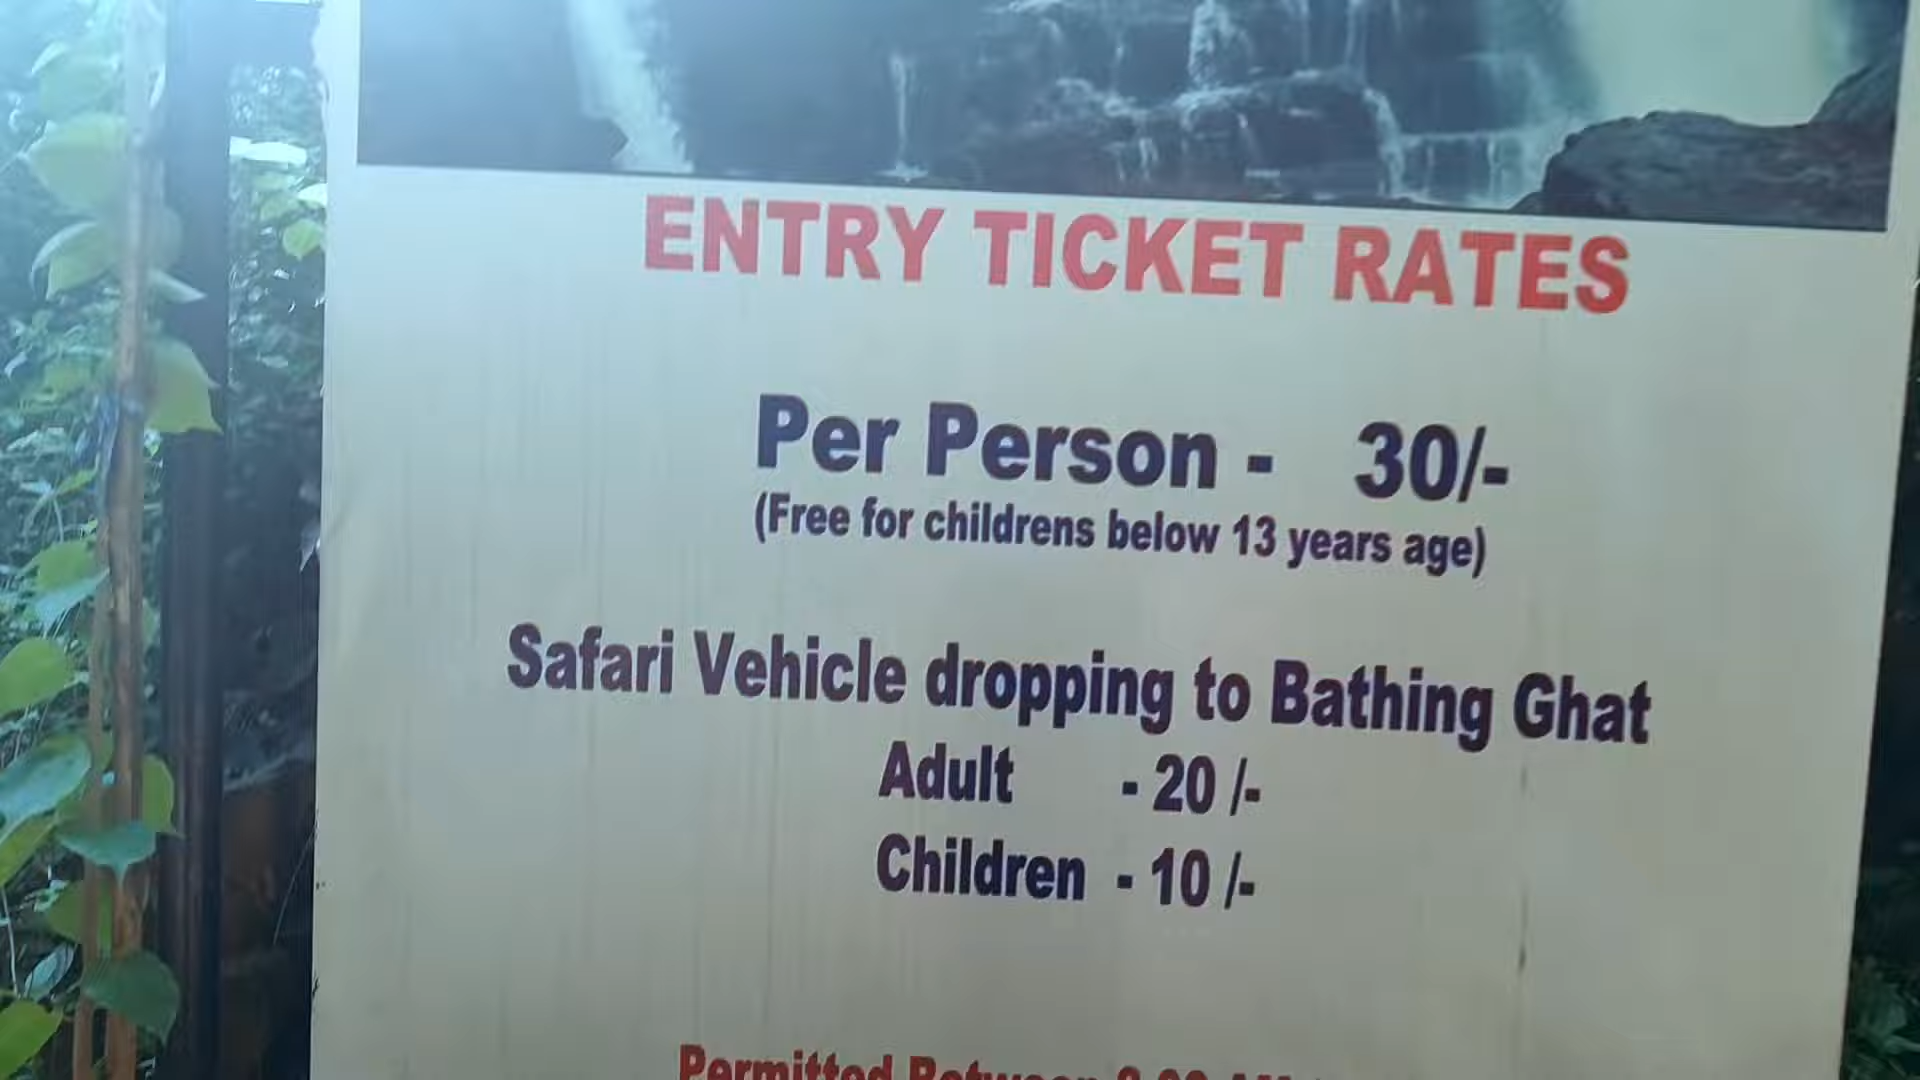 ENTRY TICKET RATES
Per Person - 30/-
(Free for childrens below 13 years age)
Safari Vehicle dropping to Bathing Ghat
Adult - 20 /-
Children - 10 /-
Permitted Between